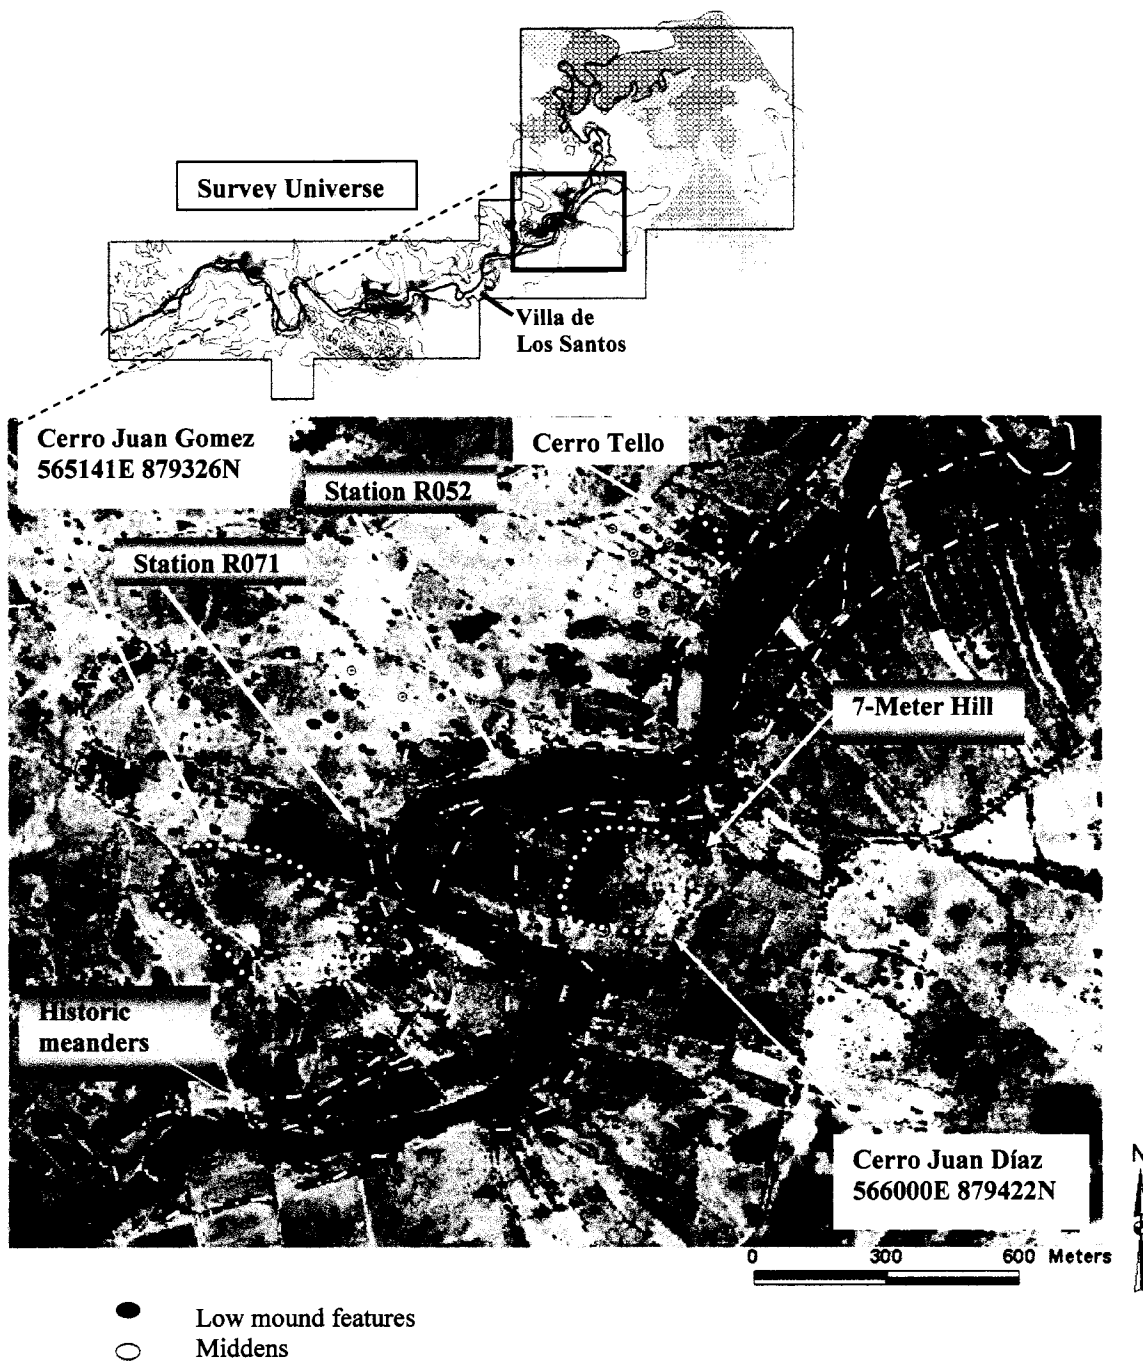 Survey Universe
Villa de
Los Santos
Cerro Juan Gomez
565141E 879326N
Cerro Tello
Station R052
Station R071
7-Meter Hill
Historic
meanders
Cerro Juan Díaz
566000E 879422N
N
0 300 600 Meters
Low mound features
Middens